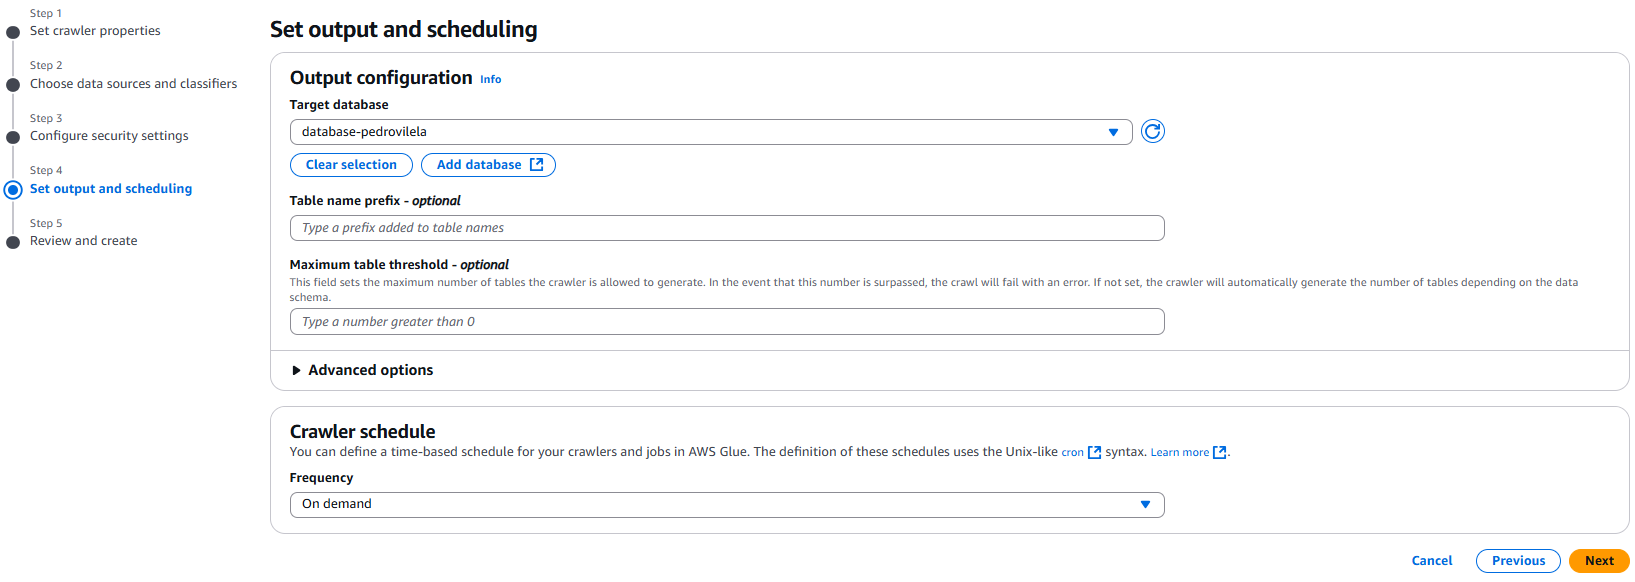 Step 1
Set crawler properties
Step 2
Choose data sources and classifiers
Step 3
Configure security settings
Step 4
Set output and scheduling
Step 5
Review and create
Set output and scheduling
Output configuration Info
Target database
database-pedrovilela
Clear selection
Add database
Table name prefix - optional
Type a prefix added to table names
Maximum table threshold - optional
This field sets the maximum number of tables the crawler is allowed to generate. In the event that this number is surpassed, the crawl will fail with an error. If not set, the crawler will automatically generate the number of tables depending on the data
schema.
Type a number greater than 0
Advanced options
Crawler schedule
You can define a time-based schedule for your crawlers and jobs in AWS Glue. The definition of these schedules uses the Unix-like cron syntax. Learn more .
Frequency
On demand
Cancel
Previous
Next